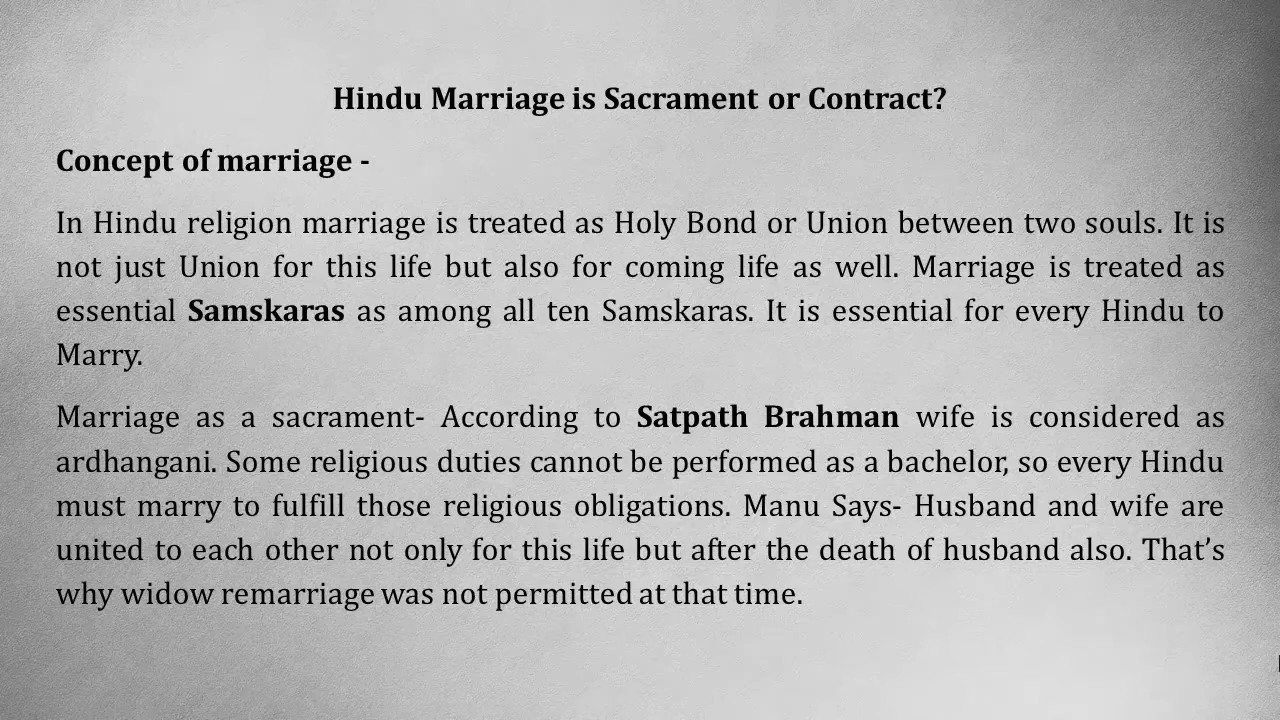 Hindu Marriage is Sacrament or Contract?
Concept of marriage -
In Hindu religion marriage is treated as Holy Bond or Union between two souls. It is
not just Union for this life but also for coming life as well. Marriage is treated as
essential Samskaras as among all ten Samskaras. It is essential for every Hindu to
Marry.
Marriage as a sacrament- According to Satpath Brahman wife is considered as
ardhangani. Some religious duties cannot be performed as a bachelor, so every Hindu
must marry to fulfill those religious obligations. Manu Says- Husband and wife are
united to each other not only for this life but after the death of husband also. That’s
why widow remarriage was not permitted at that time.